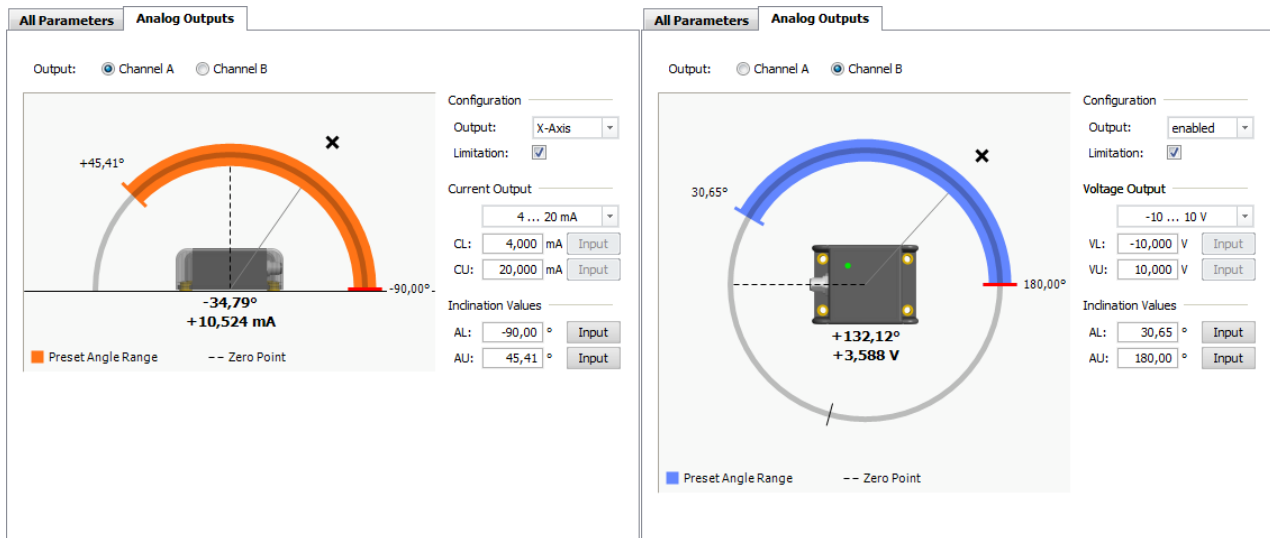 All Parameters Analog Outputs
Output: Channel A Channel B
+45,41°
-90,00°
-34,79°
+10,524 mA
Preset Angle Range -- Zero Point
Configuration
Output: X-Axis
Limitation:
Current Output
4 ... 20 mA
CL: 4,000 mA Input
CU: 20,000 mA Input
Inclination Values
AL: -90,00 ° Input
AU: 45,41 ° Input
All Parameters Analog Outputs
Output: Channel A Channel B
30,65°
180,00°
+132,12°
+3,588 V
Preset Angle Range -- Zero Point
Configuration
Output: enabled
Limitation:
Voltage Output
-10 ... 10 V
VL: -10,000 V Input
VU: 10,000 V Input
Inclination Values
AL: 30,65 ° Input
AU: 180,00 ° Input